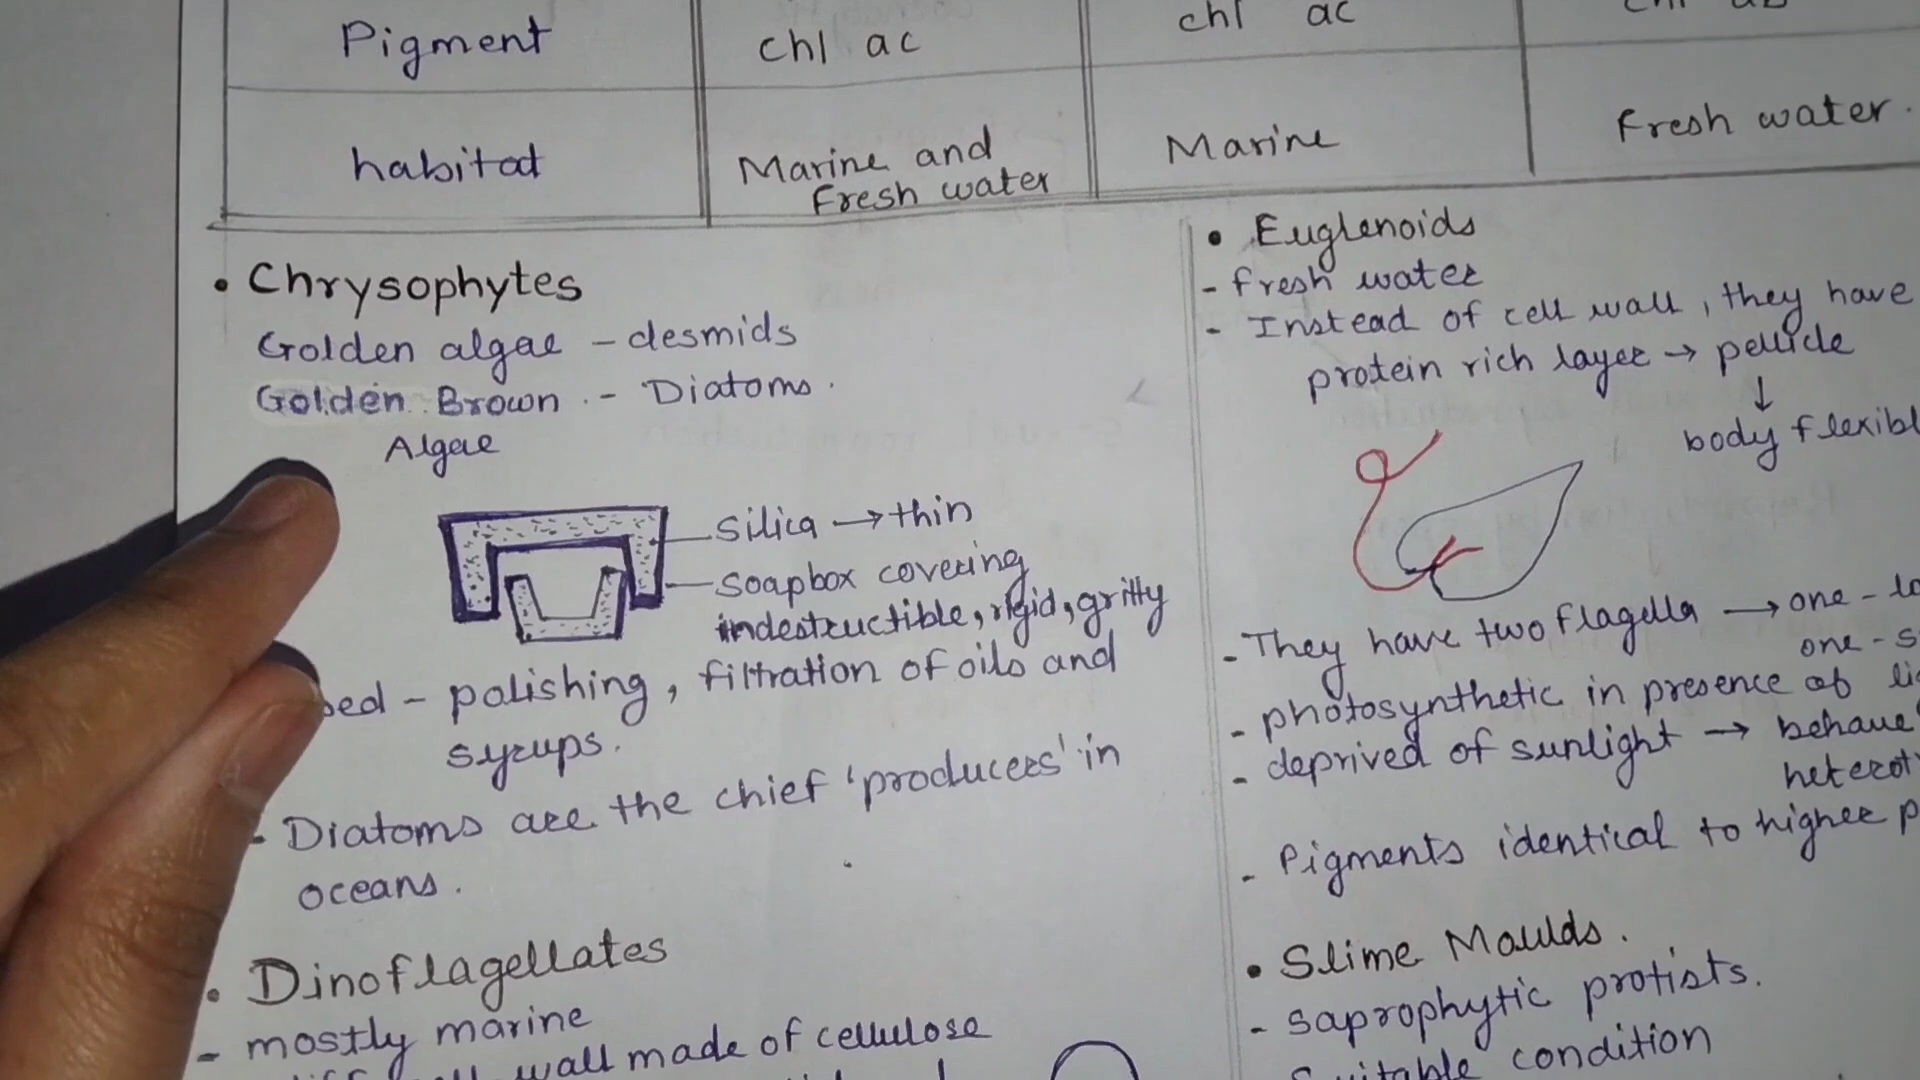 Pigment
chl ac
chl ac
habitat
Marine and
Fresh water
Marine
Fresh water.
• Chrysophytes
Golden algae - desmids
Golden Brown - Diatoms.
Algae
silica → thin
soapbox covering
indestructible, rigid, gritty
- polishing, filtration of oils and
syrups.
- Diatoms are the chief 'producers' in
oceans.
• Dinoflagellates
- mostly marine
wall made of cellulose
• Euglenoids
- fresh water
- Instead of cell wall, they have
protein rich layer → pellicle
↓
body
- They have two flagella → one -
one -
- photosynthetic in presence of
- deprived of sunlight → behave
- Pigments identical to higher
• Slime Moulds.
- saprophytic protists.
condition